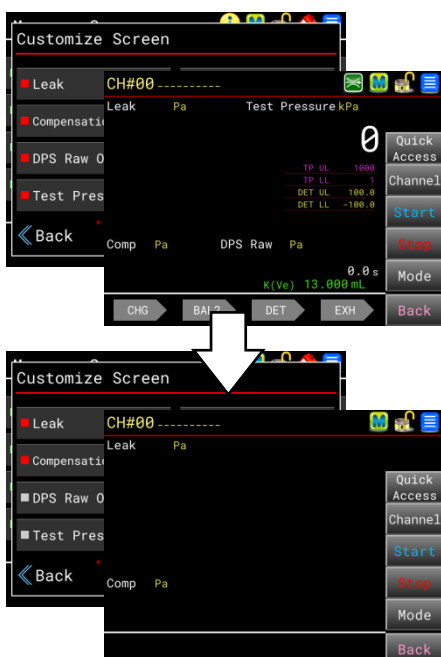 Customize Screen
Leak
Compensatio
DPS Raw O
Test Pres
Back
CH#00 ----------
Leak Pa Test Pressure kPa
0
TP UL 1000
TP LL 1
DET UL 100.0
DET LL -100.0
Comp Pa DPS Raw Pa
0.0 s
K(Ve) 13.000 mL
CHG BAL2 DET EXH
Quick
Access
Channel
Start
Stop
Mode
Back
Customize Screen
Leak
Compensatio
DPS Raw O
Test Pres
Back
CH#00 ----------
Leak Pa
Comp Pa
Quick
Access
Channel
Start
Stop
Mode
Back